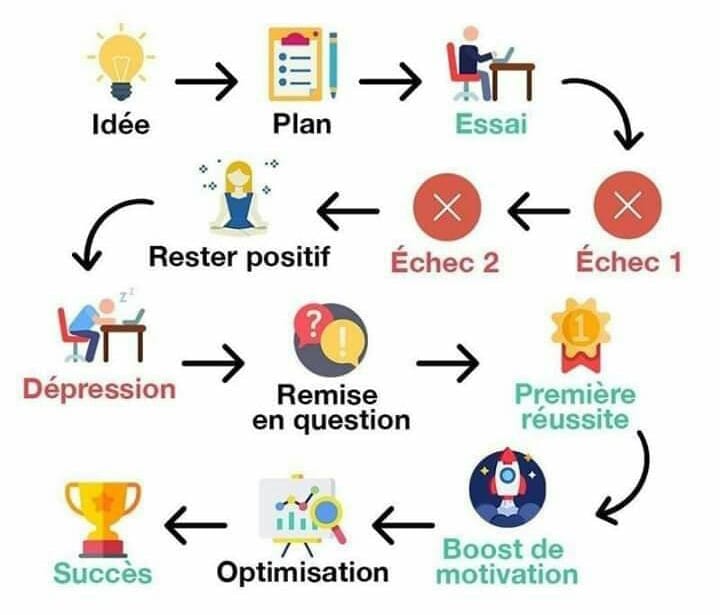 Idée
Plan
Essai
Échec 1
Échec 2
Rester positif
z z z
Dépression
?
!
Remise
en question
1
Première
réussite
Boost de
motivation
Optimisation
Succès